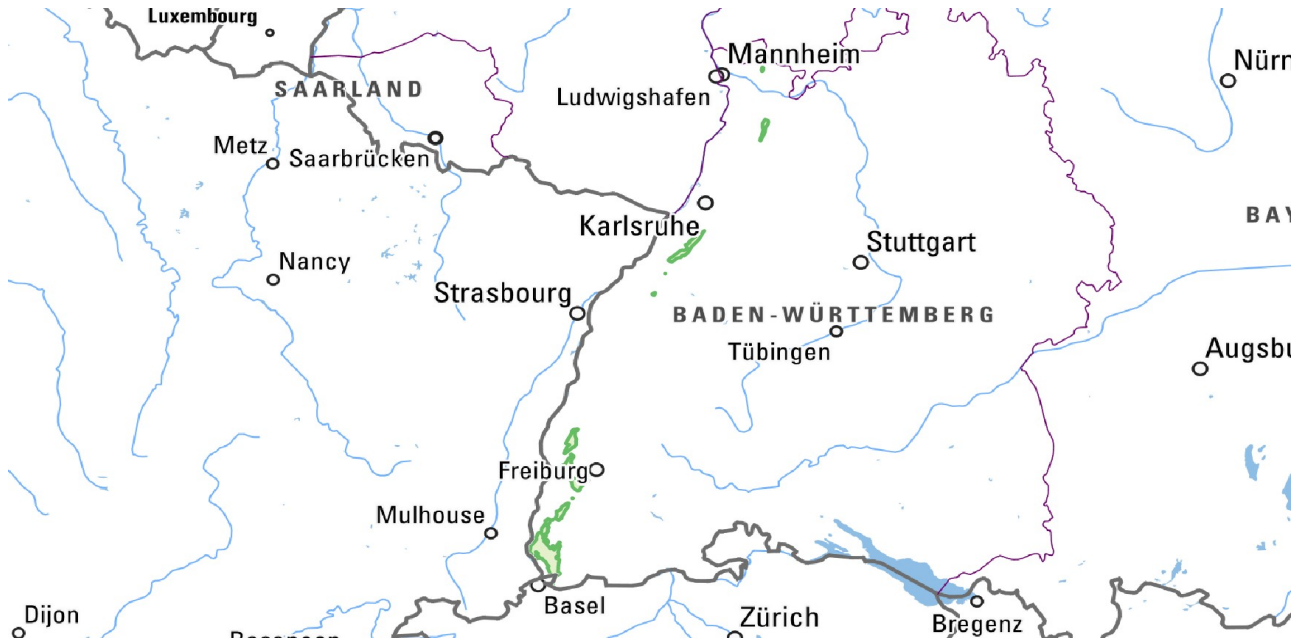 Luxembourg
Mannheim
Nürn
SAARLAND
Ludwigshafen
Metz
Saarbrücken
BAY
Karlsruhe
Stuttgart
Nancy
Strasbourg
BADEN-WÜRTTEMBERG
Tübingen
Augsbu
Freiburg
Mulhouse
Basel
Dijon
Zürich
Bregenz